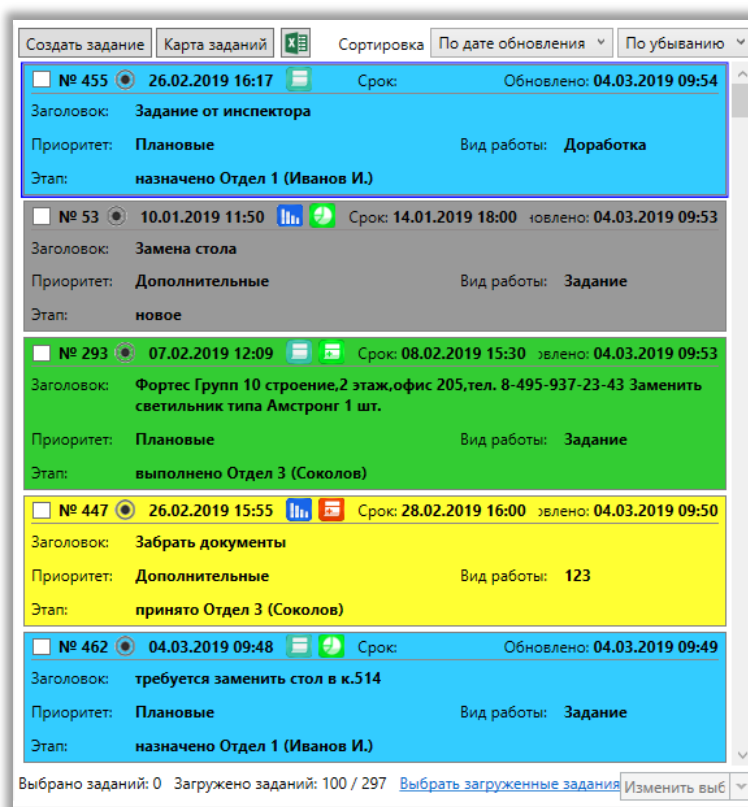 Создать задание Карта заданий Сортировка По дате обновления По убыванию
№ 455 26.02.2019 16:17 Срок: Обновлено: 04.03.2019 09:54
Заголовок: Задание от инспектора
Приоритет: Плановые Вид работы: Доработка
Этап: назначено Отдел 1 (Иванов И.)
№ 53 10.01.2019 11:50 Срок: 14.01.2019 18:00 новлено: 04.03.2019 09:53
Заголовок: Замена стола
Приоритет: Дополнительные Вид работы: Задание
Этап: новое
№ 293 07.02.2019 12:09 Срок: 08.02.2019 15:30 влено: 04.03.2019 09:53
Заголовок: Фортес Групп 10 строение,2 этаж,офис 205,тел. 8-495-937-23-43 Заменить
светильник типа Амстронг 1 шт.
Приоритет: Плановые Вид работы: Задание
Этап: выполнено Отдел 3 (Соколов)
№ 447 26.02.2019 15:55 Срок: 28.02.2019 16:00 влено: 04.03.2019 09:50
Заголовок: Забрать документы
Приоритет: Дополнительные Вид работы: 123
Этап: принято Отдел 3 (Соколов)
№ 462 04.03.2019 09:48 Срок: Обновлено: 04.03.2019 09:49
Заголовок: требуется заменить стол в к.514
Приоритет: Плановые Вид работы: Задание
Этап: назначено Отдел 1 (Иванов И.)
Выбрано заданий: 0 Загружено заданий: 100 / 297 Выбрать загруженные задания Изменить выб